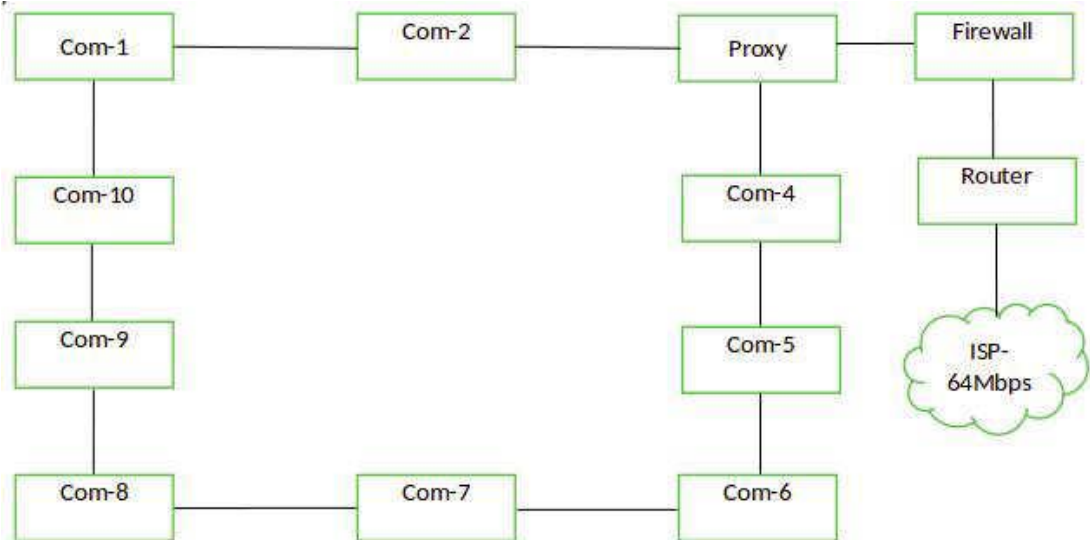 Com-1
Com-2
Proxy
Firewall
Com-10
Com-4
Router
Com-9
Com-5
ISP-
64Mbps
Com-8
Com-7
Com-6